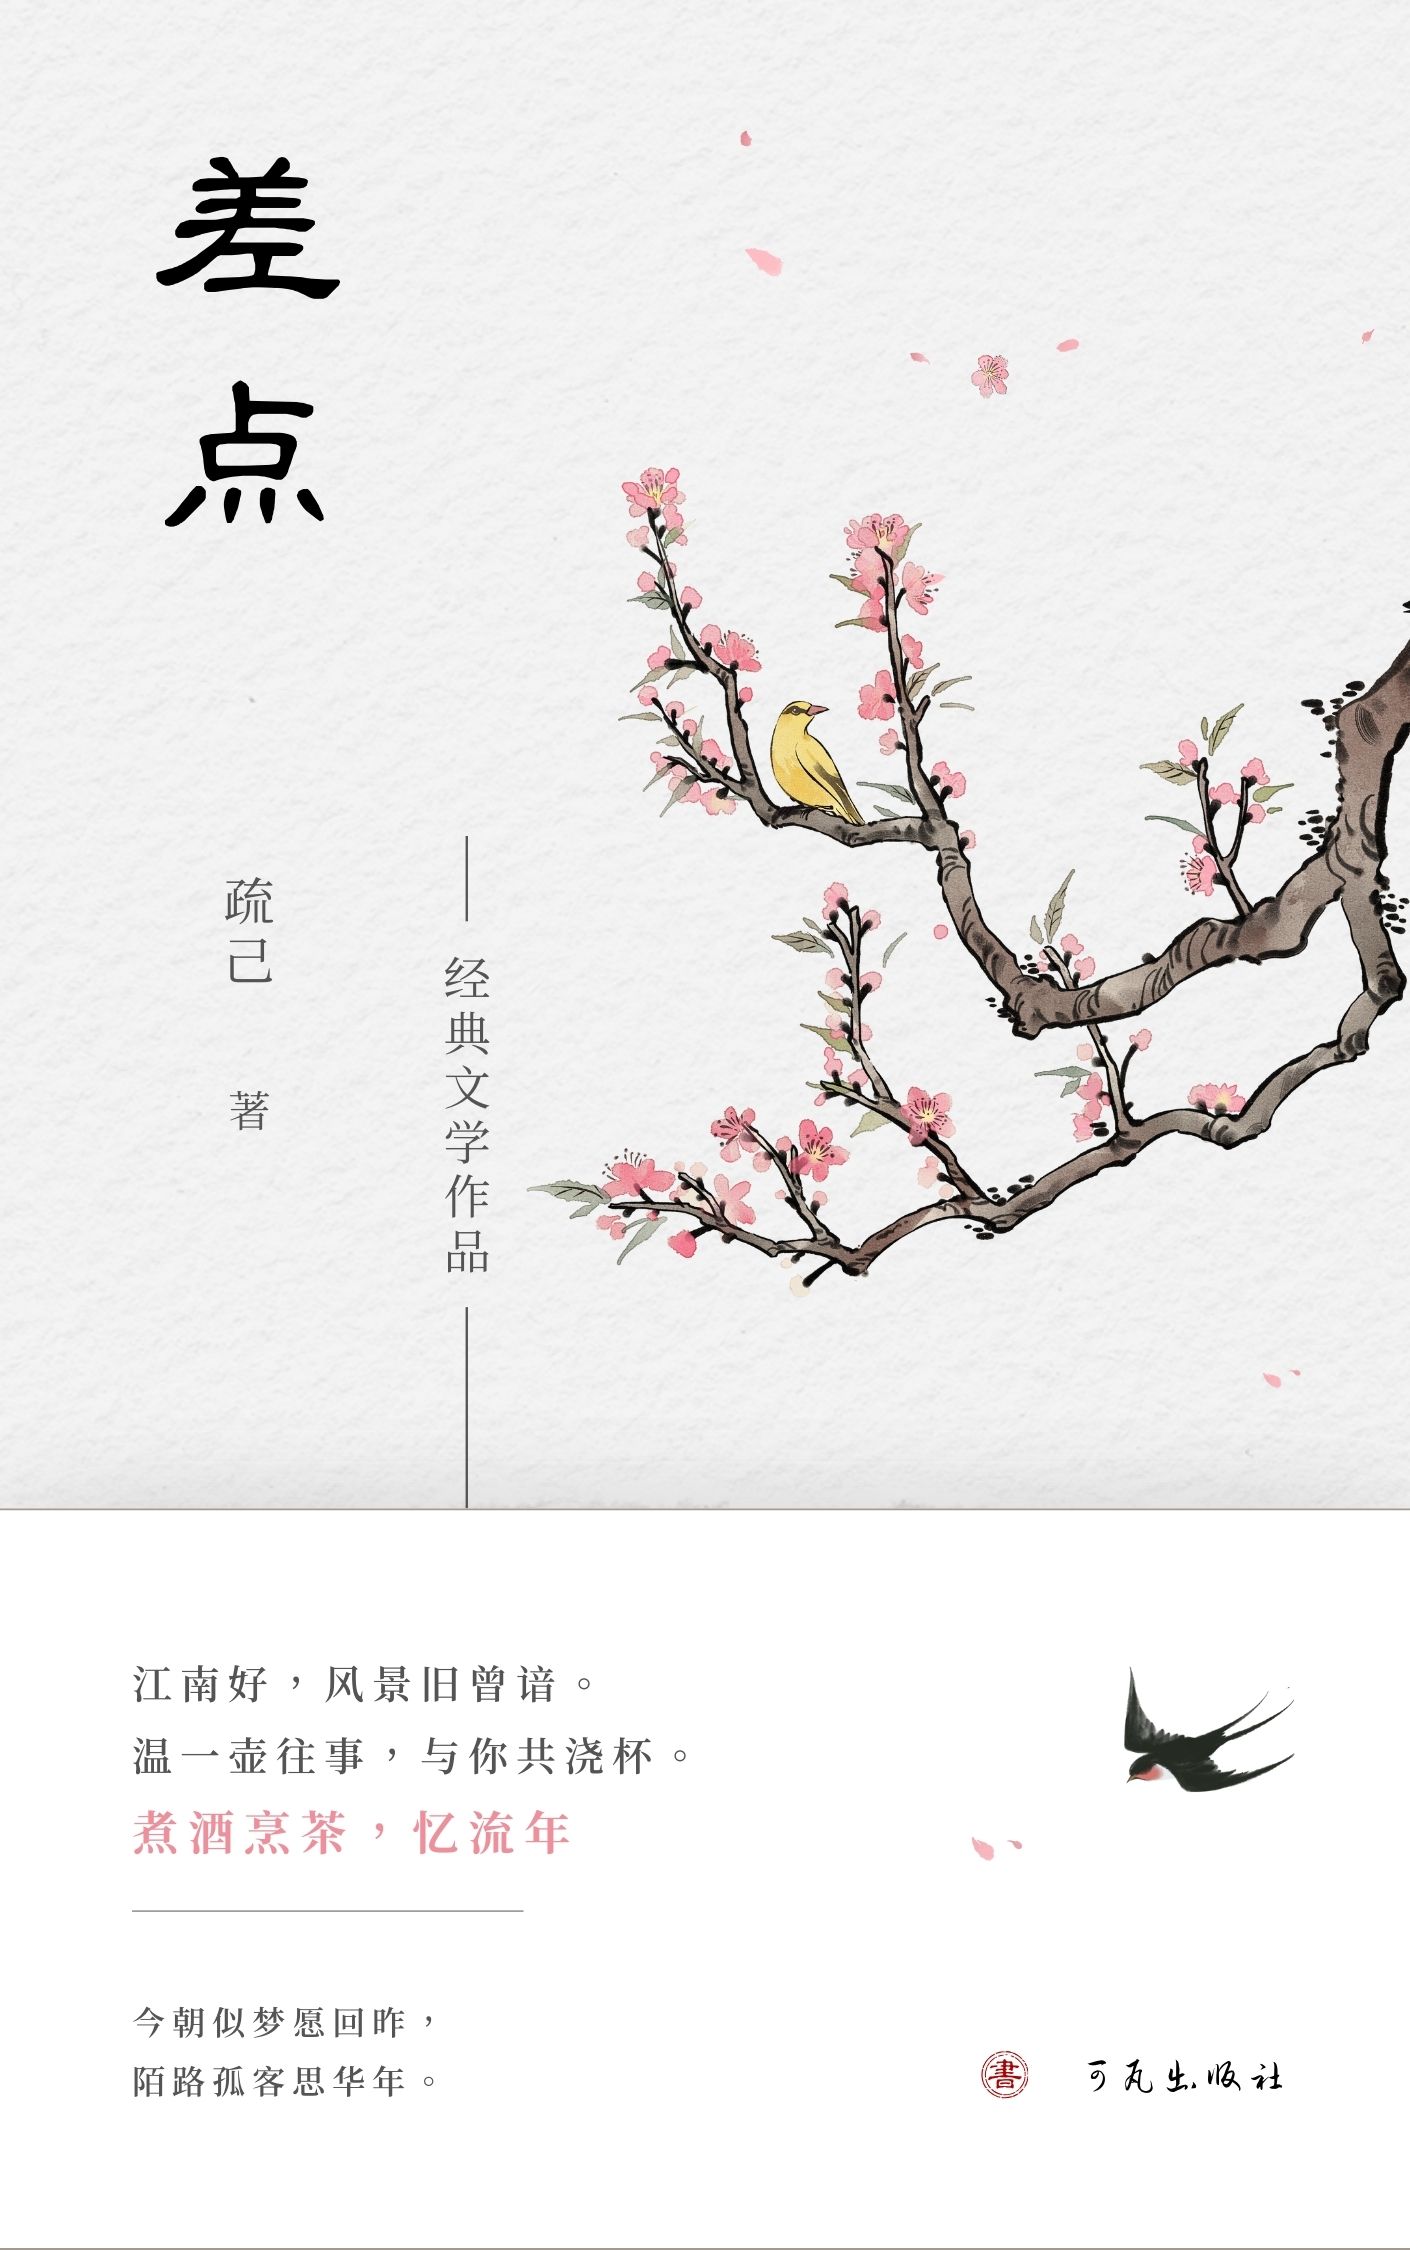 差点
疏己 著
经典文学作品
江南好，风景旧曾谙。
温一壶往事，与你共浇杯。
煮酒烹茶，忆流年
今朝似梦愿回昨，
陌路孤客思华年。
書
可瓦出版社